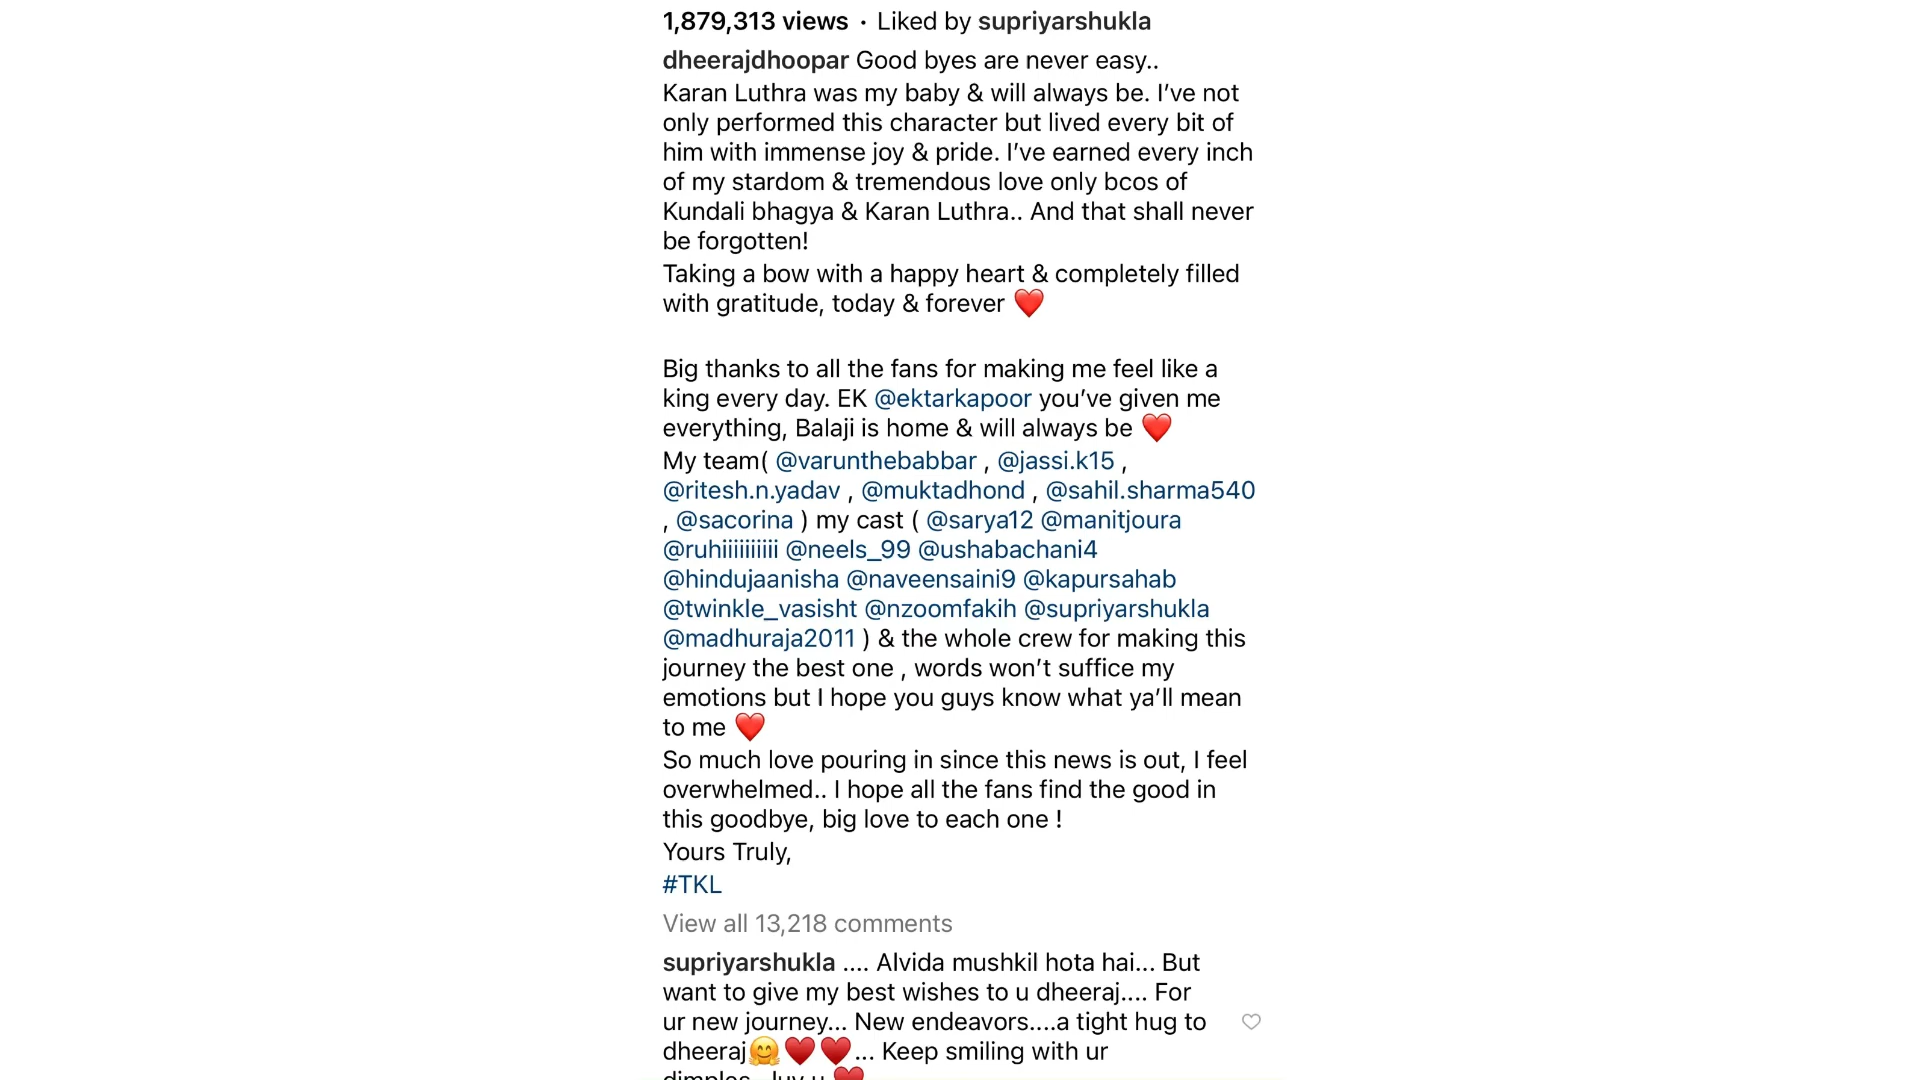 1,879,313 views · Liked by supriyarshukla
dheerajdhoopar Good byes are never easy..
Karan Luthra was my baby & will always be. I’ve not
only performed this character but lived every bit of
him with immense joy & pride. I’ve earned every inch
of my stardom & tremendous love only bcos of
Kundali bhagya & Karan Luthra.. And that shall never
be forgotten!
Taking a bow with a happy heart & completely filled
with gratitude, today & forever ❤️
Big thanks to all the fans for making me feel like a
king every day. EK @ektarkapoor you’ve given me
everything, Balaji is home & will always be ❤️
My team( @varunthebabbar , @jassi.k15 ,
@ritesh.n.yadav , @muktadhond , @sahil.sharma540
, @sacorina ) my cast ( @sarya12 @manitjoura
@ruhiiiiiiiiii @neels_99 @ushabachani4
@hindujaanisha @naveensaini9 @kapursahab
@twinkle_vasisht @nzoomfakih @supriyarshukla
@madhuraja2011 ) & the whole crew for making this
journey the best one , words won’t suffice my
emotions but I hope you guys know what ya’ll mean
to me ❤️
So much love pouring in since this news is out, I feel
overwhelmed.. I hope all the fans find the good in
this goodbye, big love to each one !
Yours Truly,
#TKL
View all 13,218 comments
supriyarshukla .... Alvida mushkil hota hai... But
want to give my best wishes to u dheeraj.... For
ur new journey... New endeavors....a tight hug to
dheeraj🤗♥️♥️... Keep smiling with ur